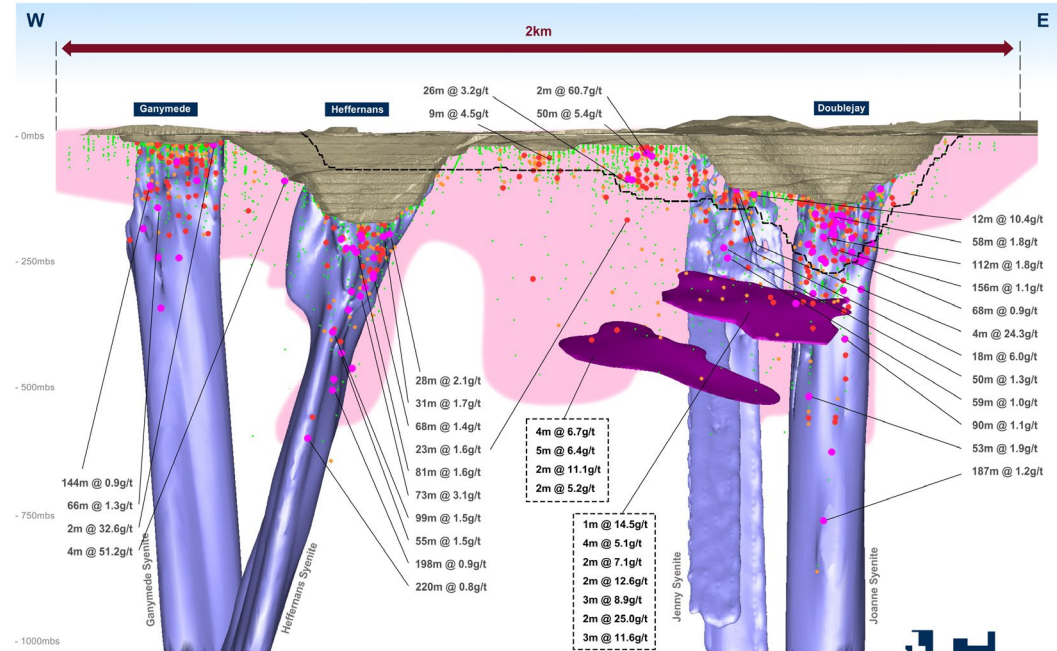 W
E
2km
Ganymede
Heffernans
Doublejay
26m @ 3.2g/t
9m @ 4.5g/t
2m @ 60.7g/t
50m @ 5.4g/t
- 0mbs
- 250mbs
- 500mbs
- 750mbs
- 1000mbs
144m @ 0.9g/t
66m @ 1.3g/t
2m @ 32.6g/t
4m @ 51.2g/t
28m @ 2.1g/t
31m @ 1.7g/t
68m @ 1.4g/t
23m @ 1.6g/t
81m @ 1.6g/t
73m @ 3.1g/t
99m @ 1.5g/t
55m @ 1.5g/t
198m @ 0.9g/t
220m @ 0.8g/t
4m @ 6.7g/t
5m @ 6.4g/t
2m @ 11.1g/t
2m @ 5.2g/t
1m @ 14.5g/t
4m @ 5.1g/t
2m @ 7.1g/t
2m @ 12.6g/t
3m @ 8.9g/t
2m @ 25.0g/t
3m @ 11.6g/t
12m @ 10.4g/t
58m @ 1.8g/t
112m @ 1.8g/t
156m @ 1.1g/t
68m @ 0.9g/t
4m @ 24.3g/t
18m @ 6.0g/t
50m @ 1.3g/t
59m @ 1.0g/t
90m @ 1.1g/t
53m @ 1.9g/t
187m @ 1.2g/t
Ganymede Syenite
Heffernans Syenite
Jenny Syenite
Joanne Syenite